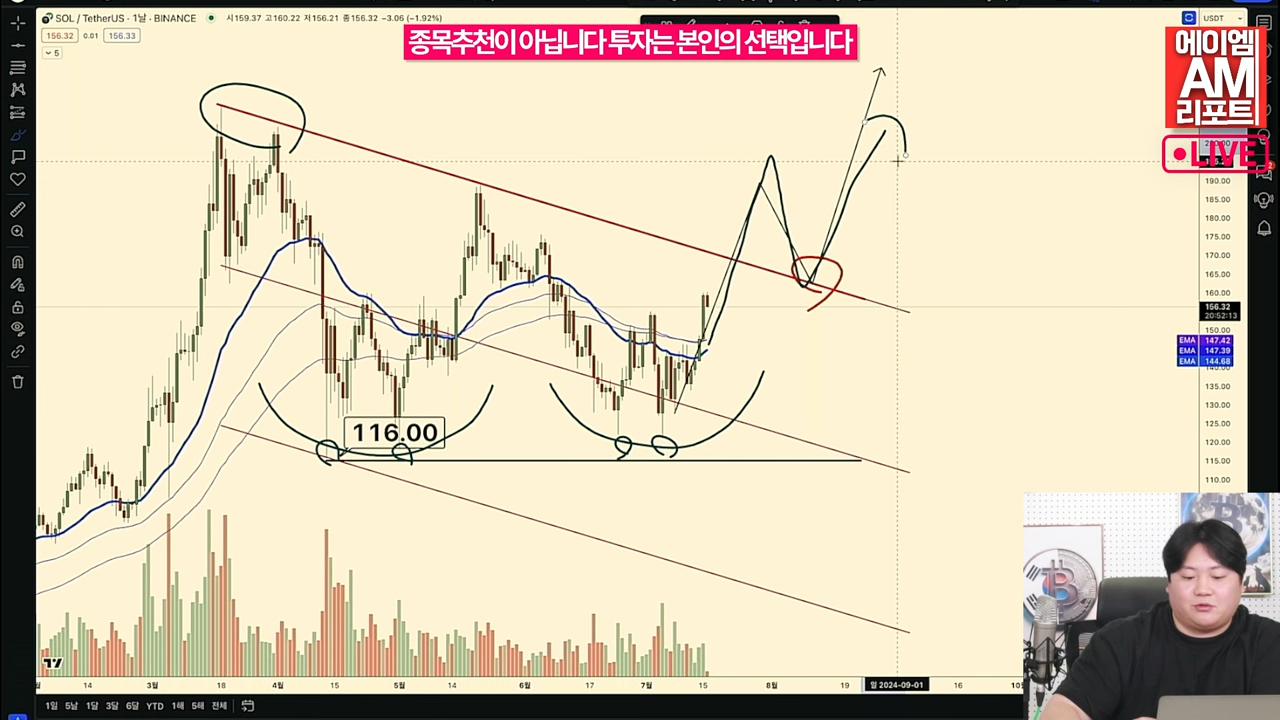 SOL / TetherUS · 1날 · BINANCE
시159.37 고160.22 저156.21 종156.32 −3.06 (−1.92%)
156.32 0.01 156.33
5
종목추천이 아닙니다 투자는 본인의 선택입니다
USDT
에이엠
AM
리포트
LIVE
190.00
185.00
180.00
175.00
170.00
165.00
160.00
156.32
20:52:13
150.00
EMA 147.42
EMA 147.39
EMA 144.68
135.00
130.00
125.00
120.00
115.00
110.00
116.00
14 3월 18 4월 15 5월 14 6월 17 7월 15 8월 19 일 2024-09-01 16
1일 5날 1달 3달 6달 YTD 1해 5해 전체